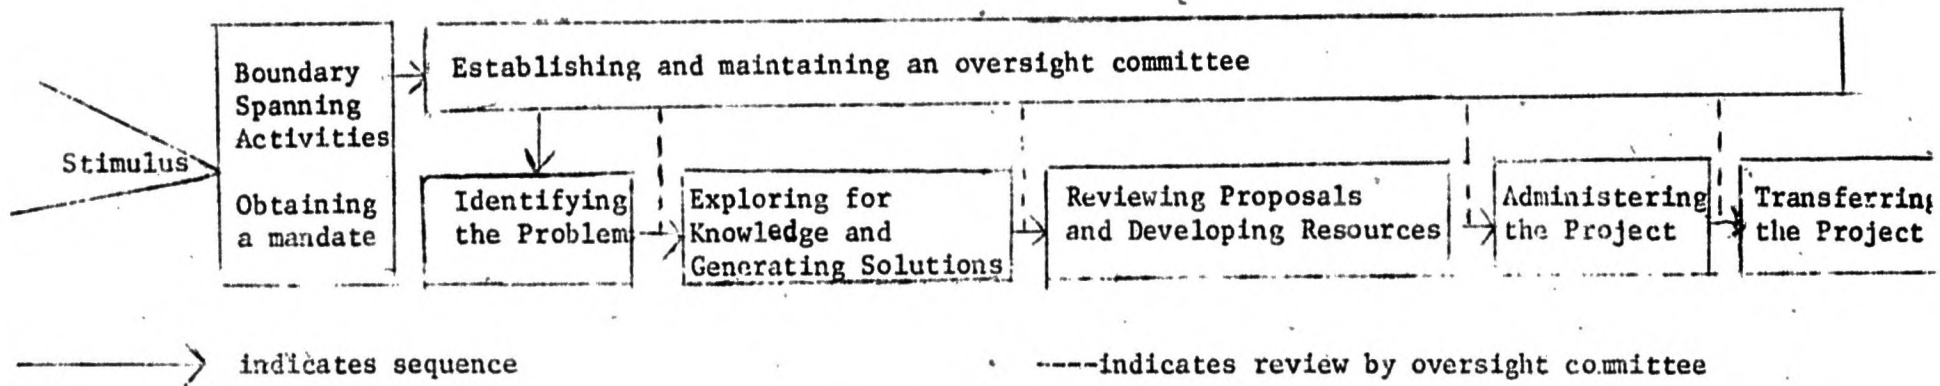 Stimulus
Boundary
Spanning
Activities
Obtaining
a mandate
Establishing and maintaining an oversight committee
Identifying
the Problem
Exploring for
Knowledge and
Generating Solutions
Reviewing Proposals
and Developing Resources
Administering
the Project
Transferring
the Project
indicates sequence
indicates review by oversight committee